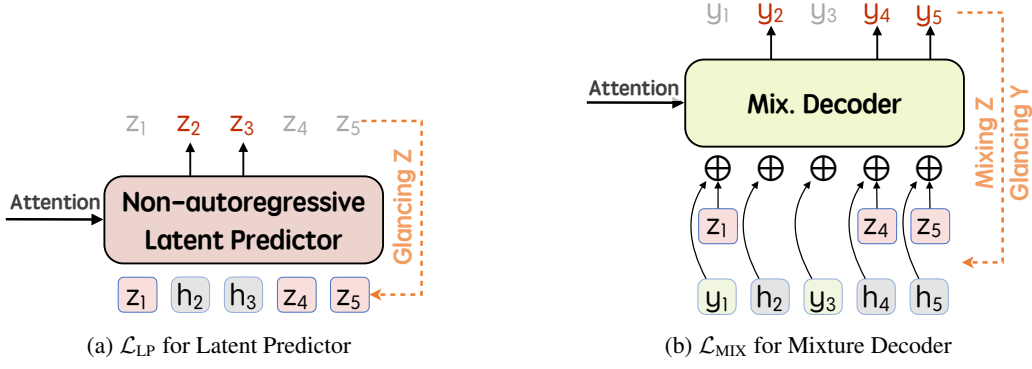 z1 z2 z3 z4 z5
Attention
Non-autoregressive
Latent Predictor
Glancing Z
z1 h2 h3 z4 z5
(a) ℒLP for Latent Predictor
y1 y2 y3 y4 y5
Attention
Mix. Decoder
Mixing Z
Glancing Y
z1 z4 z5
y1 h2 y3 h4 h5
(b) ℒMIX for Mixture Decoder